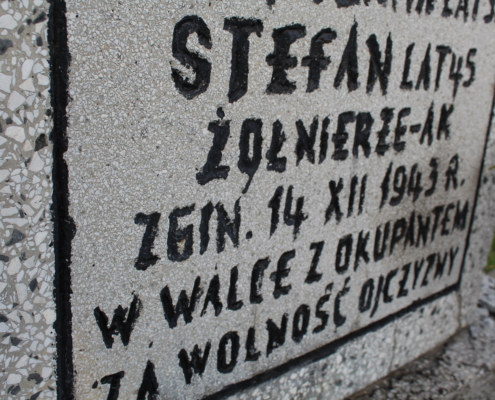 STEFAN LAT 45
ŻOŁNIERZE-AK
ZGIN. 14 XII 1943 R.
W WALCE Z OKUPANTEM
ZA WOLNOŚĆ OJCZYZNY